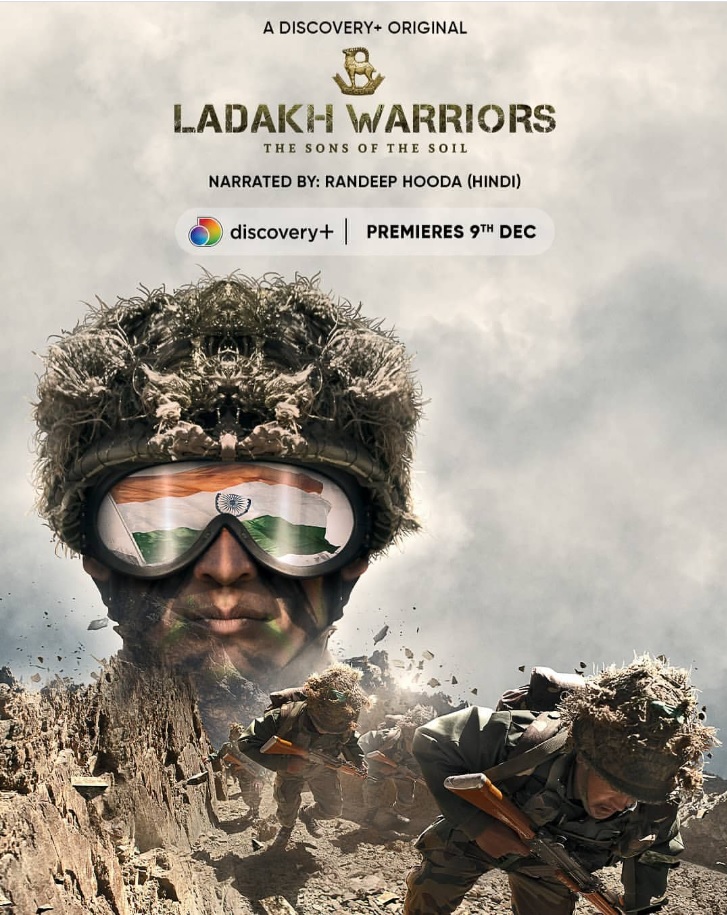 A DISCOVERY+ ORIGINAL
LADAKH WARRIORS
THE SONS OF THE SOIL
NARRATED BY: RANDEEP HOODA (HINDI)
discovery+ | PREMIERES 9TH DEC